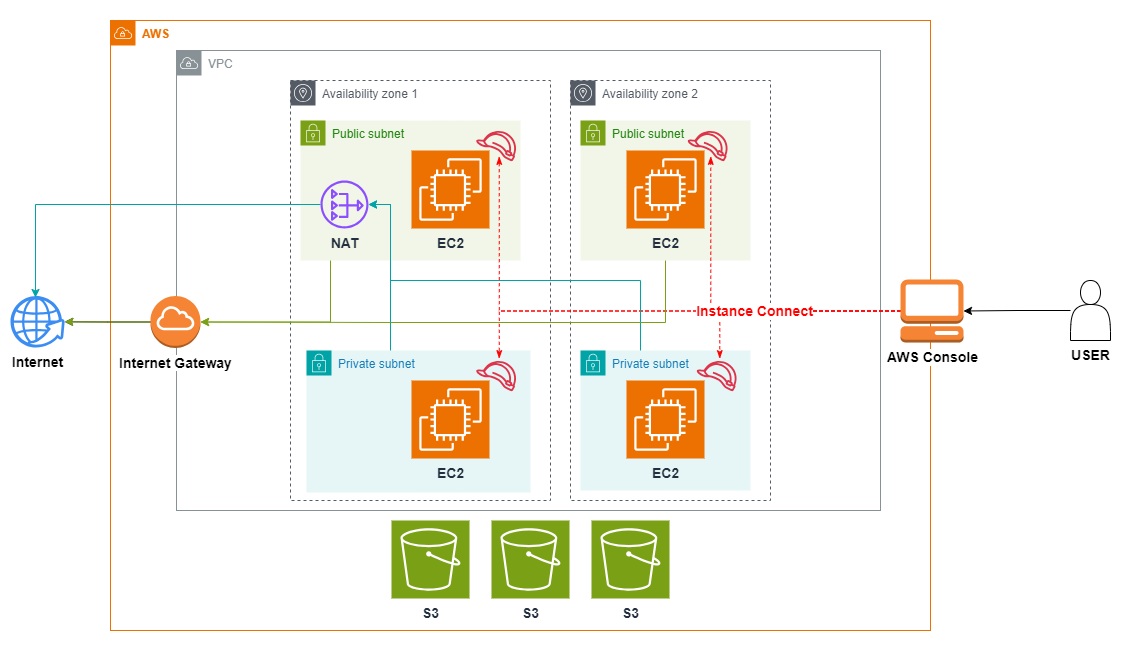 AWS
VPC
Availability zone 1
Availability zone 2
Public subnet
Public subnet
NAT
EC2
EC2
Instance Connect
Internet
Internet Gateway
AWS Console
USER
Private subnet
Private subnet
EC2
EC2
S3
S3
S3